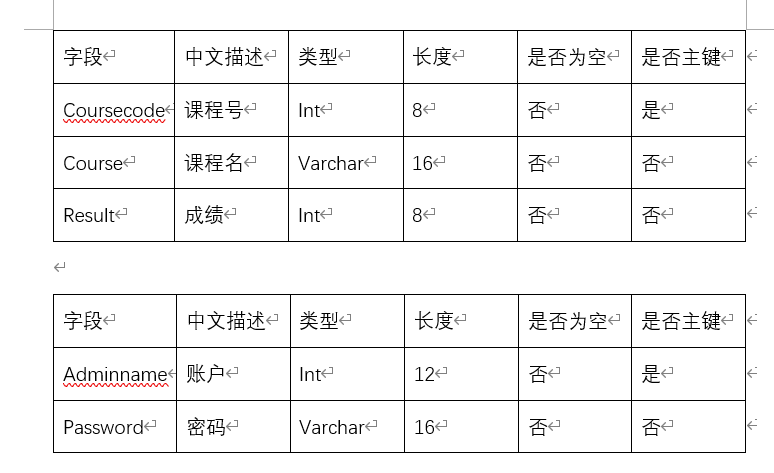 字段 中文描述 类型 长度 是否为空 是否主键
Coursecode 课程号 Int 8 否 是
Course 课程名 Varchar 16 否 否
Result 成绩 Int 8 否 否
字段 中文描述 类型 长度 是否为空 是否主键
Adminname 账户 Int 12 否 是
Password 密码 Varchar 16 否 否